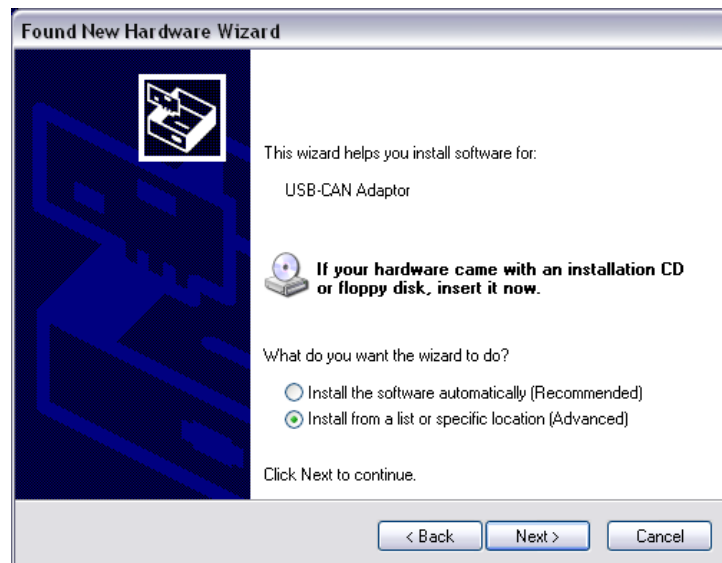 Found New Hardware Wizard
This wizard helps you install software for:
USB-CAN Adaptor
If your hardware came with an installation CD
or floppy disk, insert it now.
What do you want the wizard to do?
Install the software automatically (Recommended)
Install from a list or specific location (Advanced)
Click Next to continue.
< Back Next > Cancel